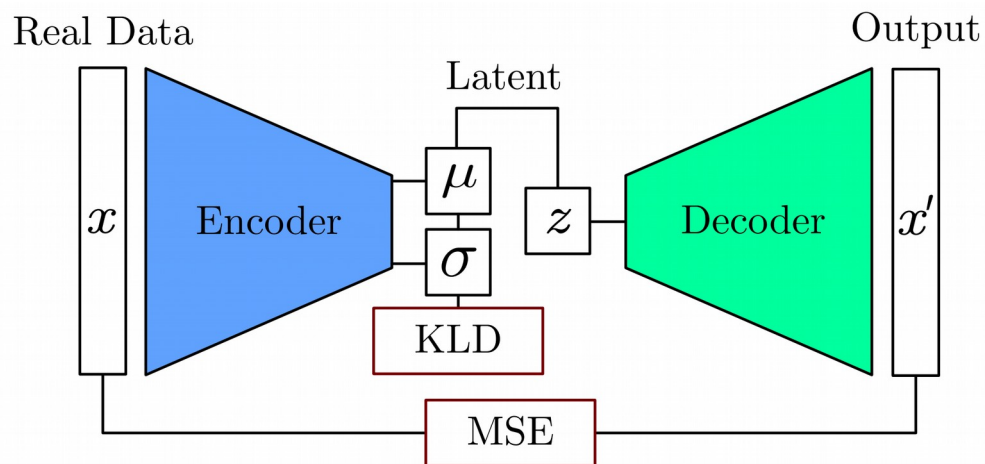 Real Data
Output
Latent
x
Encoder
μ
σ
z
Decoder
x′
KLD
MSE